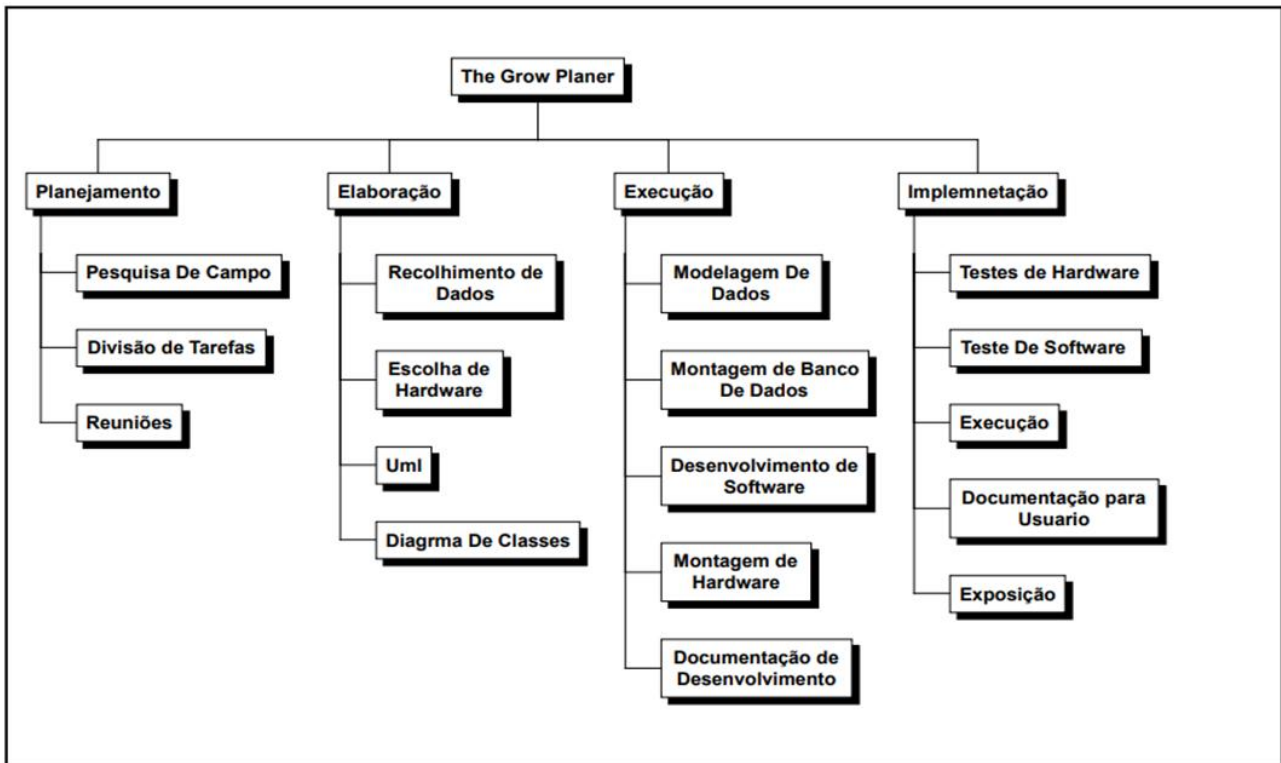 The Grow Planer
Planejamento
Pesquisa De Campo
Divisão de Tarefas
Reuniões
Elaboração
Recolhimento de
Dados
Escolha de
Hardware
Uml
Diagrma De Classes
Execução
Modelagem De
Dados
Montagem de Banco
De Dados
Desenvolvimento de
Software
Montagem de
Hardware
Documentação de
Desenvolvimento
Implemnetação
Testes de Hardware
Teste De Software
Execução
Documentação para
Usuario
Exposição